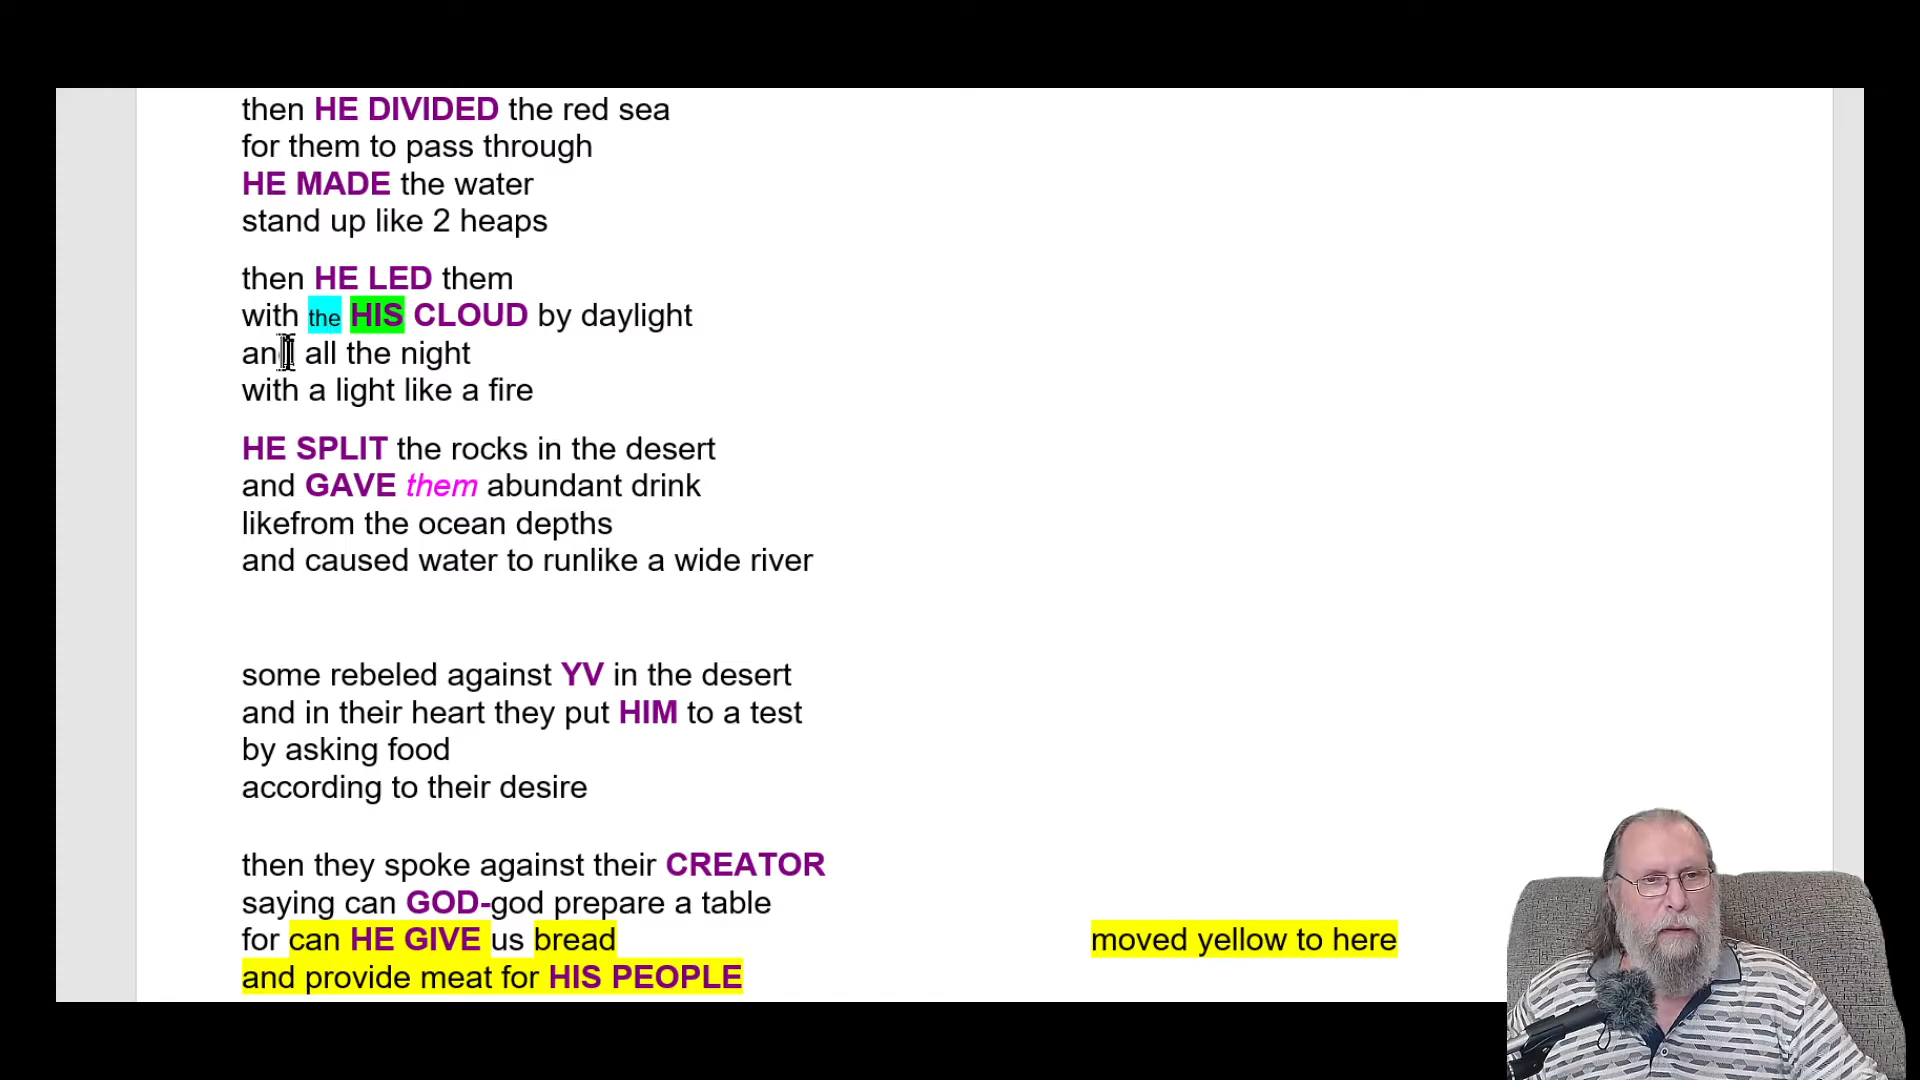 then HE DIVIDED the red sea
for them to pass through
HE MADE the water
stand up like 2 heaps
then HE LED them
with the HIS CLOUD by daylight
and all the night
with a light like a fire
HE SPLIT the rocks in the desert
and GAVE them abundant drink
likefrom the ocean depths
and caused water to runlike a wide river
some rebeled against YV in the desert
and in their heart they put HIM to a test
by asking food
according to their desire
then they spoke against their CREATOR
saying can GOD-god prepare a table
for can HE GIVE us bread moved yellow to here
and provide meat for HIS PEOPLE